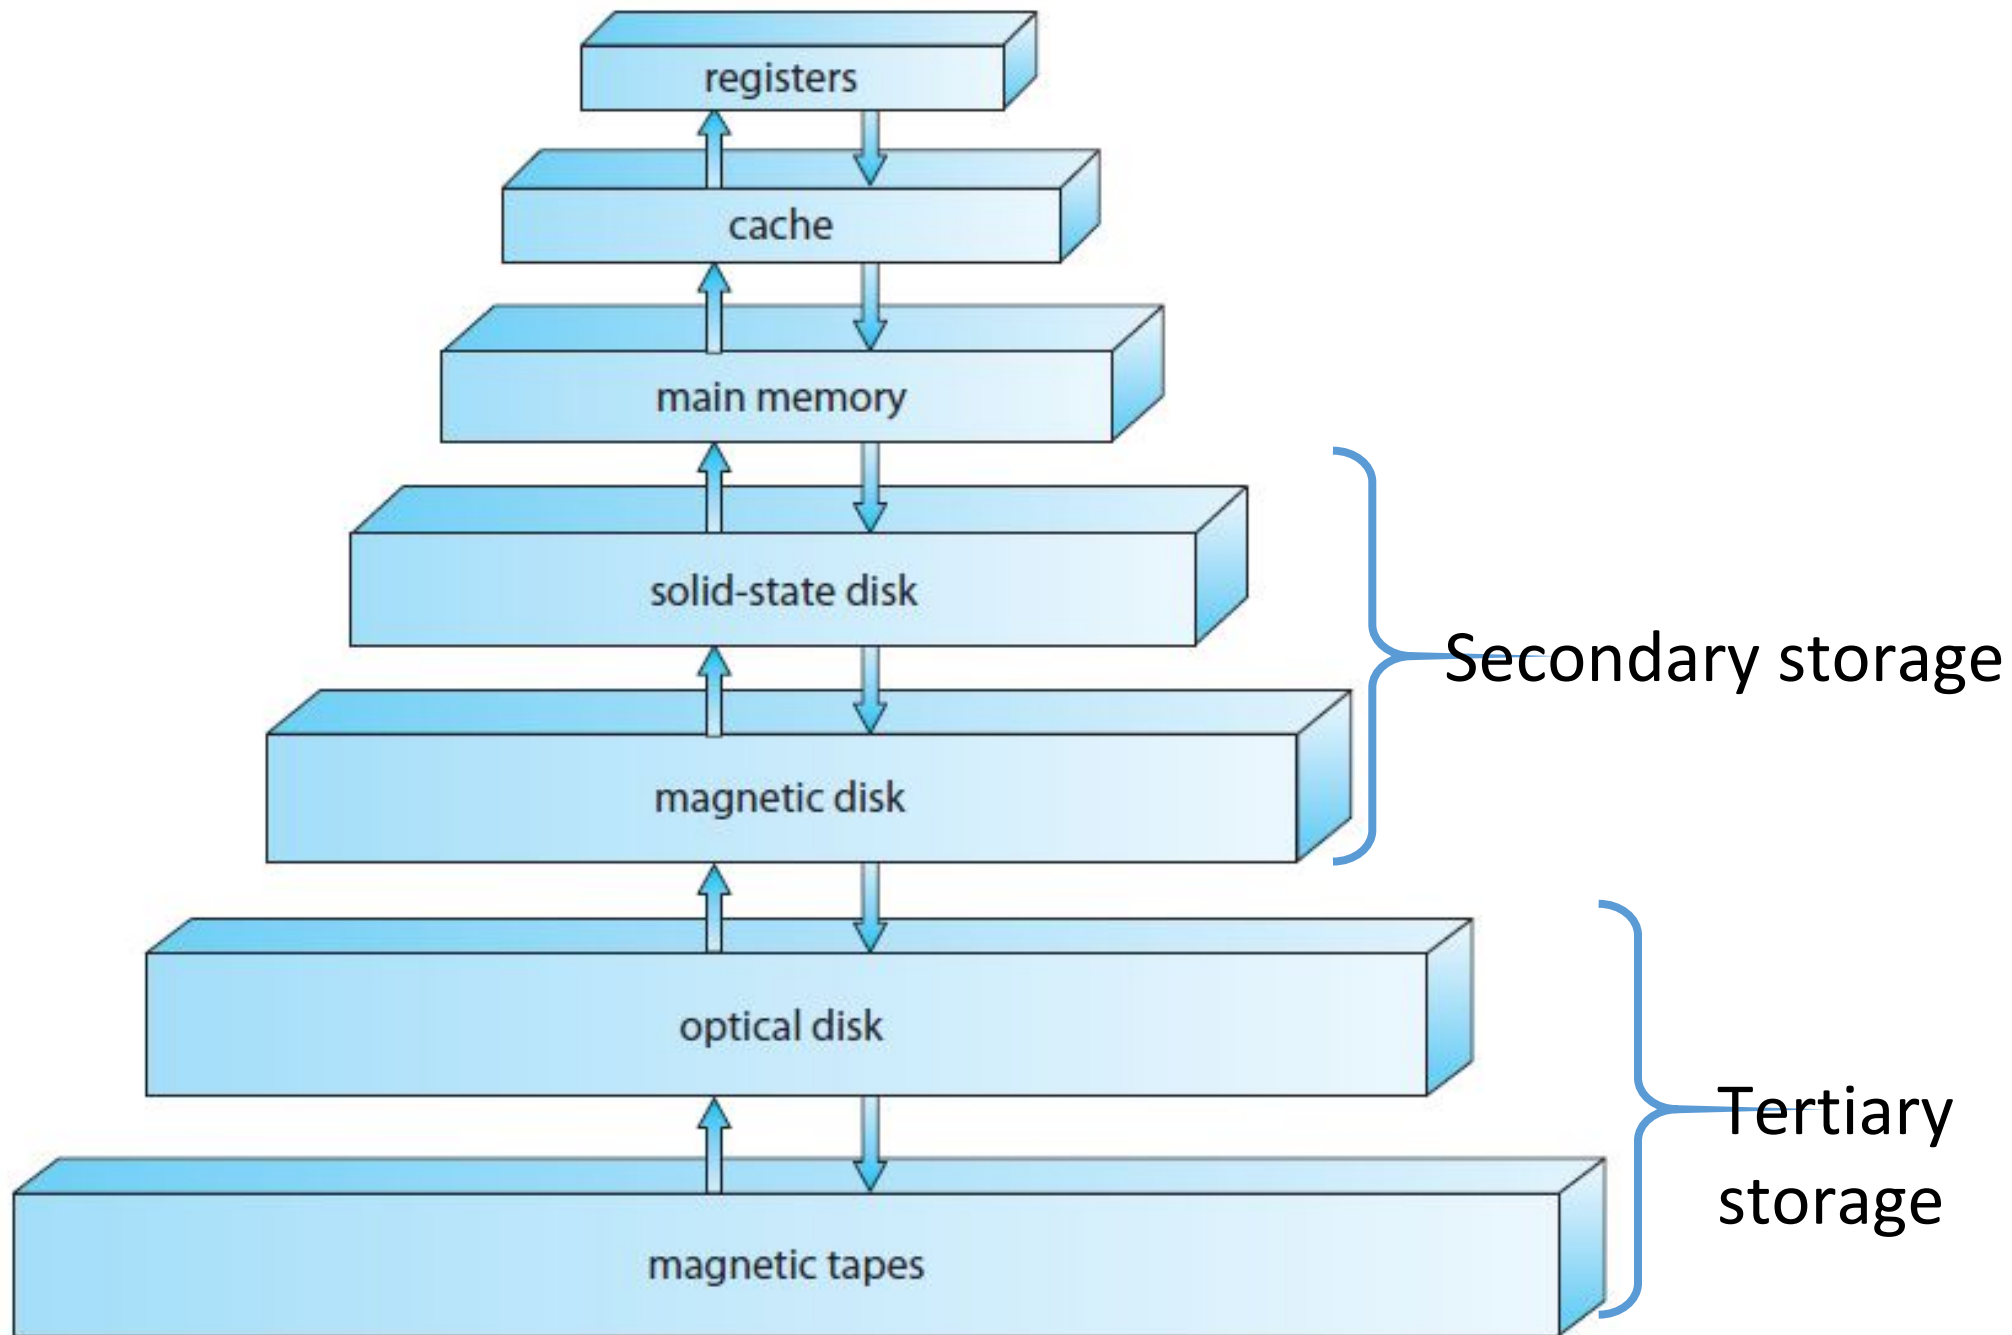 registers
cache
main memory
solid-state disk
Secondary storage
magnetic disk
optical disk
Tertiary
storage
magnetic tapes